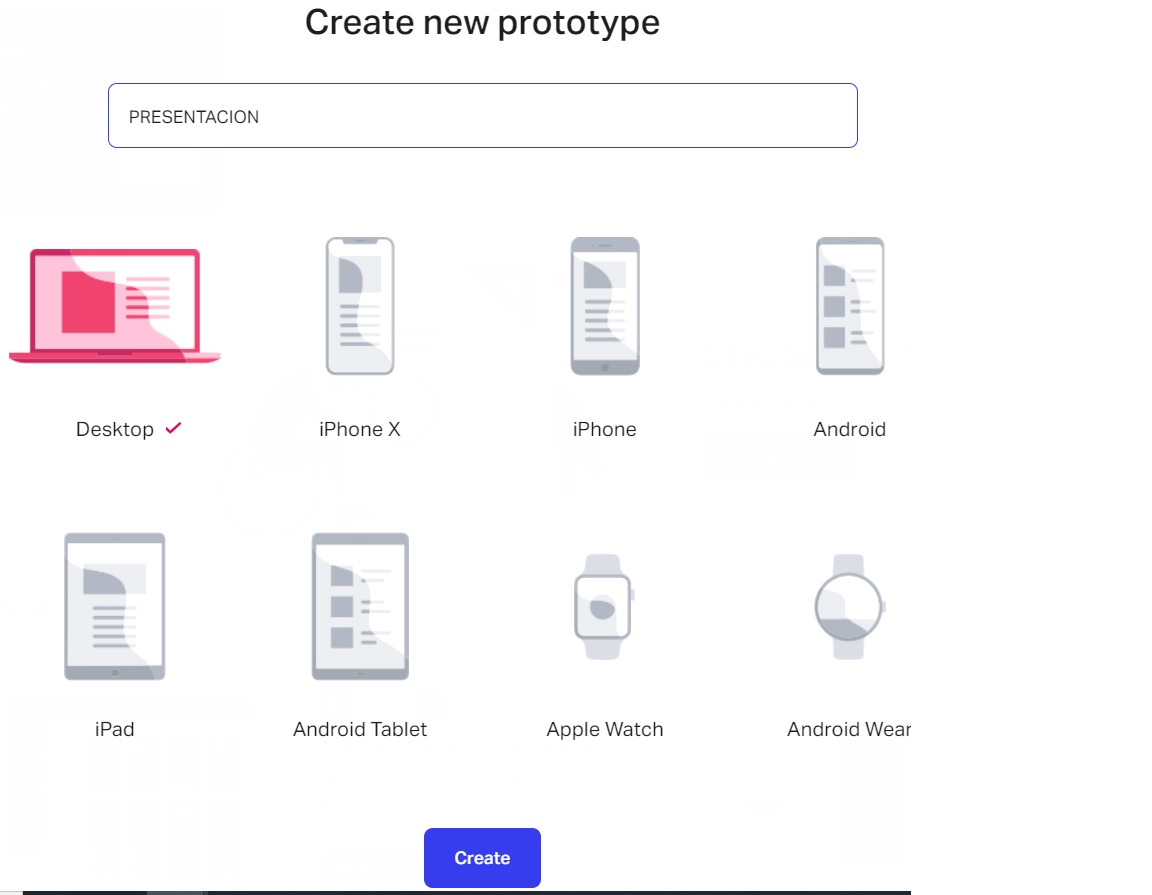 Create new prototype
PRESENTACION
Desktop
iPhone X
iPhone
Android
iPad
Android Tablet
Apple Watch
Android Wear
Create